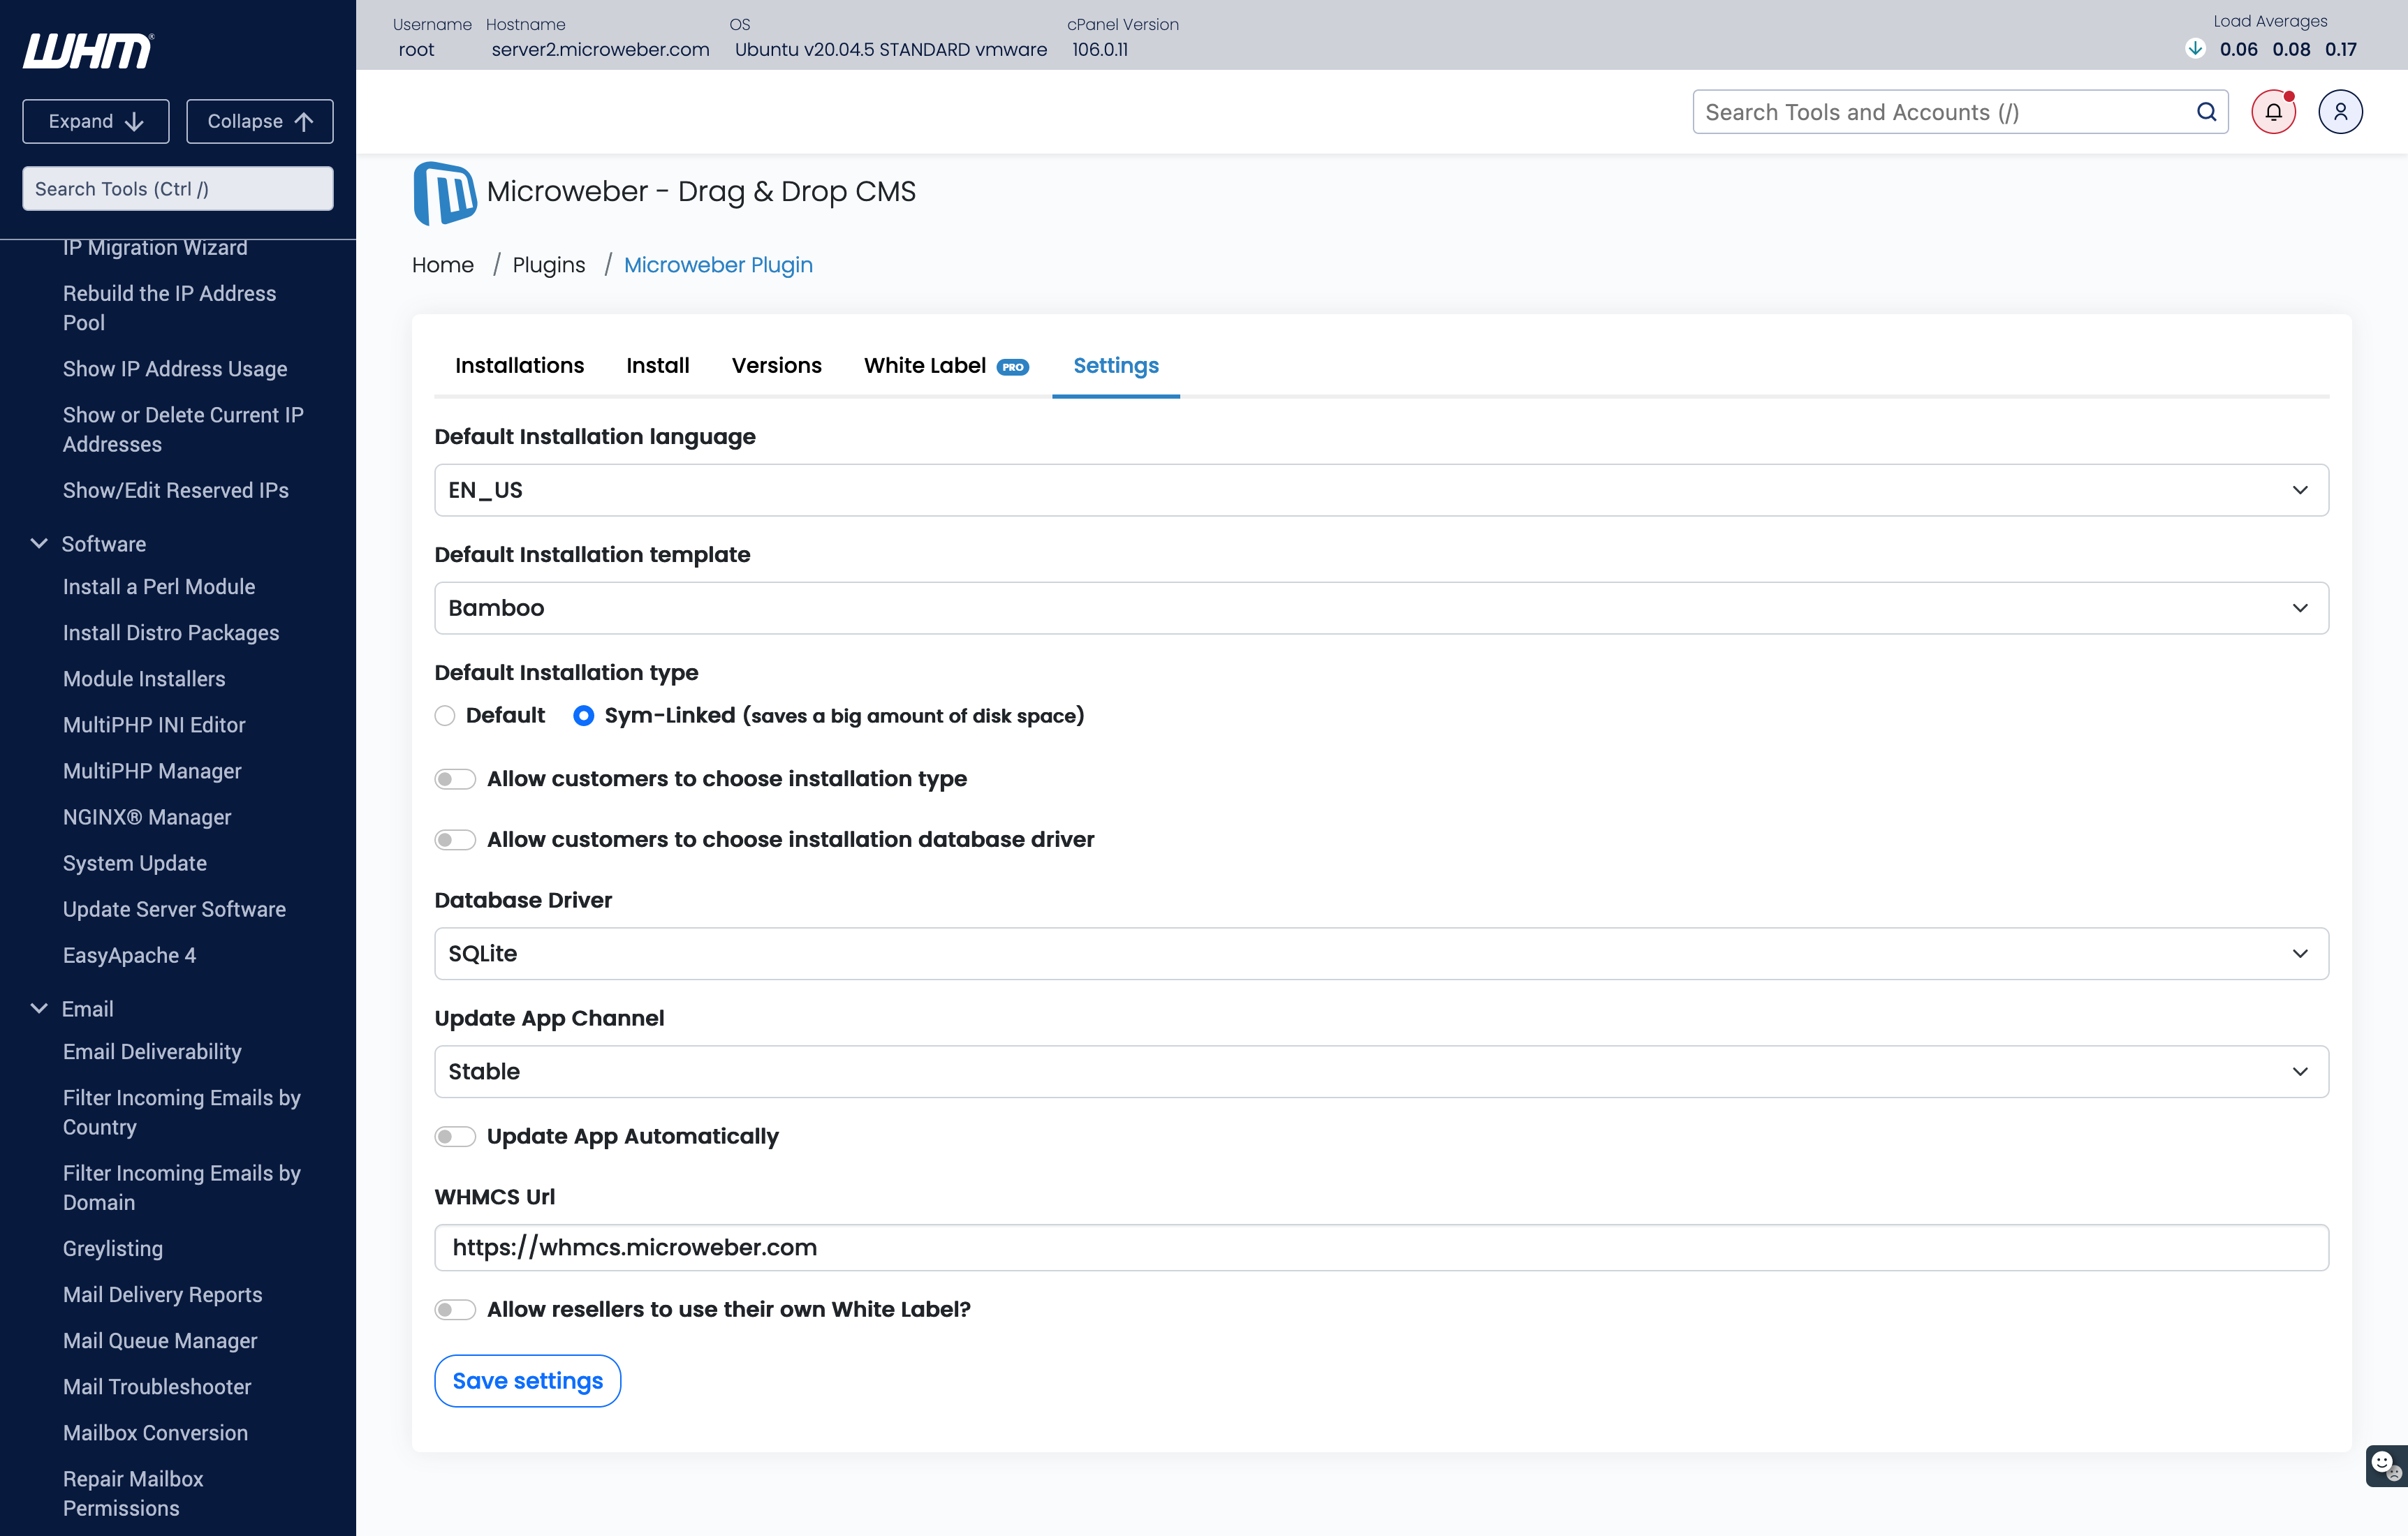 WHM®
Expand
Collapse
Search Tools (Ctrl /)
IP Migration Wizard
Rebuild the IP Address
Pool
Show IP Address Usage
Show or Delete Current IP
Addresses
Show/Edit Reserved IPs
Software
Install a Perl Module
Install Distro Packages
Module Installers
MultiPHP INI Editor
MultiPHP Manager
NGINX® Manager
System Update
Update Server Software
EasyApache 4
Email
Email Deliverability
Filter Incoming Emails by
Country
Filter Incoming Emails by
Domain
Greylisting
Mail Delivery Reports
Mail Queue Manager
Mail Troubleshooter
Mailbox Conversion
Repair Mailbox
Permissions
Username Hostname OS cPanel Version
root server2.microweber.com Ubuntu v20.04.5 STANDARD vmware 106.0.11
Load Averages
0.06 0.08 0.17
Search Tools and Accounts (/)
Microweber - Drag & Drop CMS
Home / Plugins / Microweber Plugin
Installations Install Versions White Label PRO Settings
Default Installation language
EN_US
Default Installation template
Bamboo
Default Installation type
Default Sym-Linked (saves a big amount of disk space)
Allow customers to choose installation type
Allow customers to choose installation database driver
Database Driver
SQLite
Update App Channel
Stable
Update App Automatically
WHMCS Url
https://whmcs.microweber.com
Allow resellers to use their own White Label?
Save settings